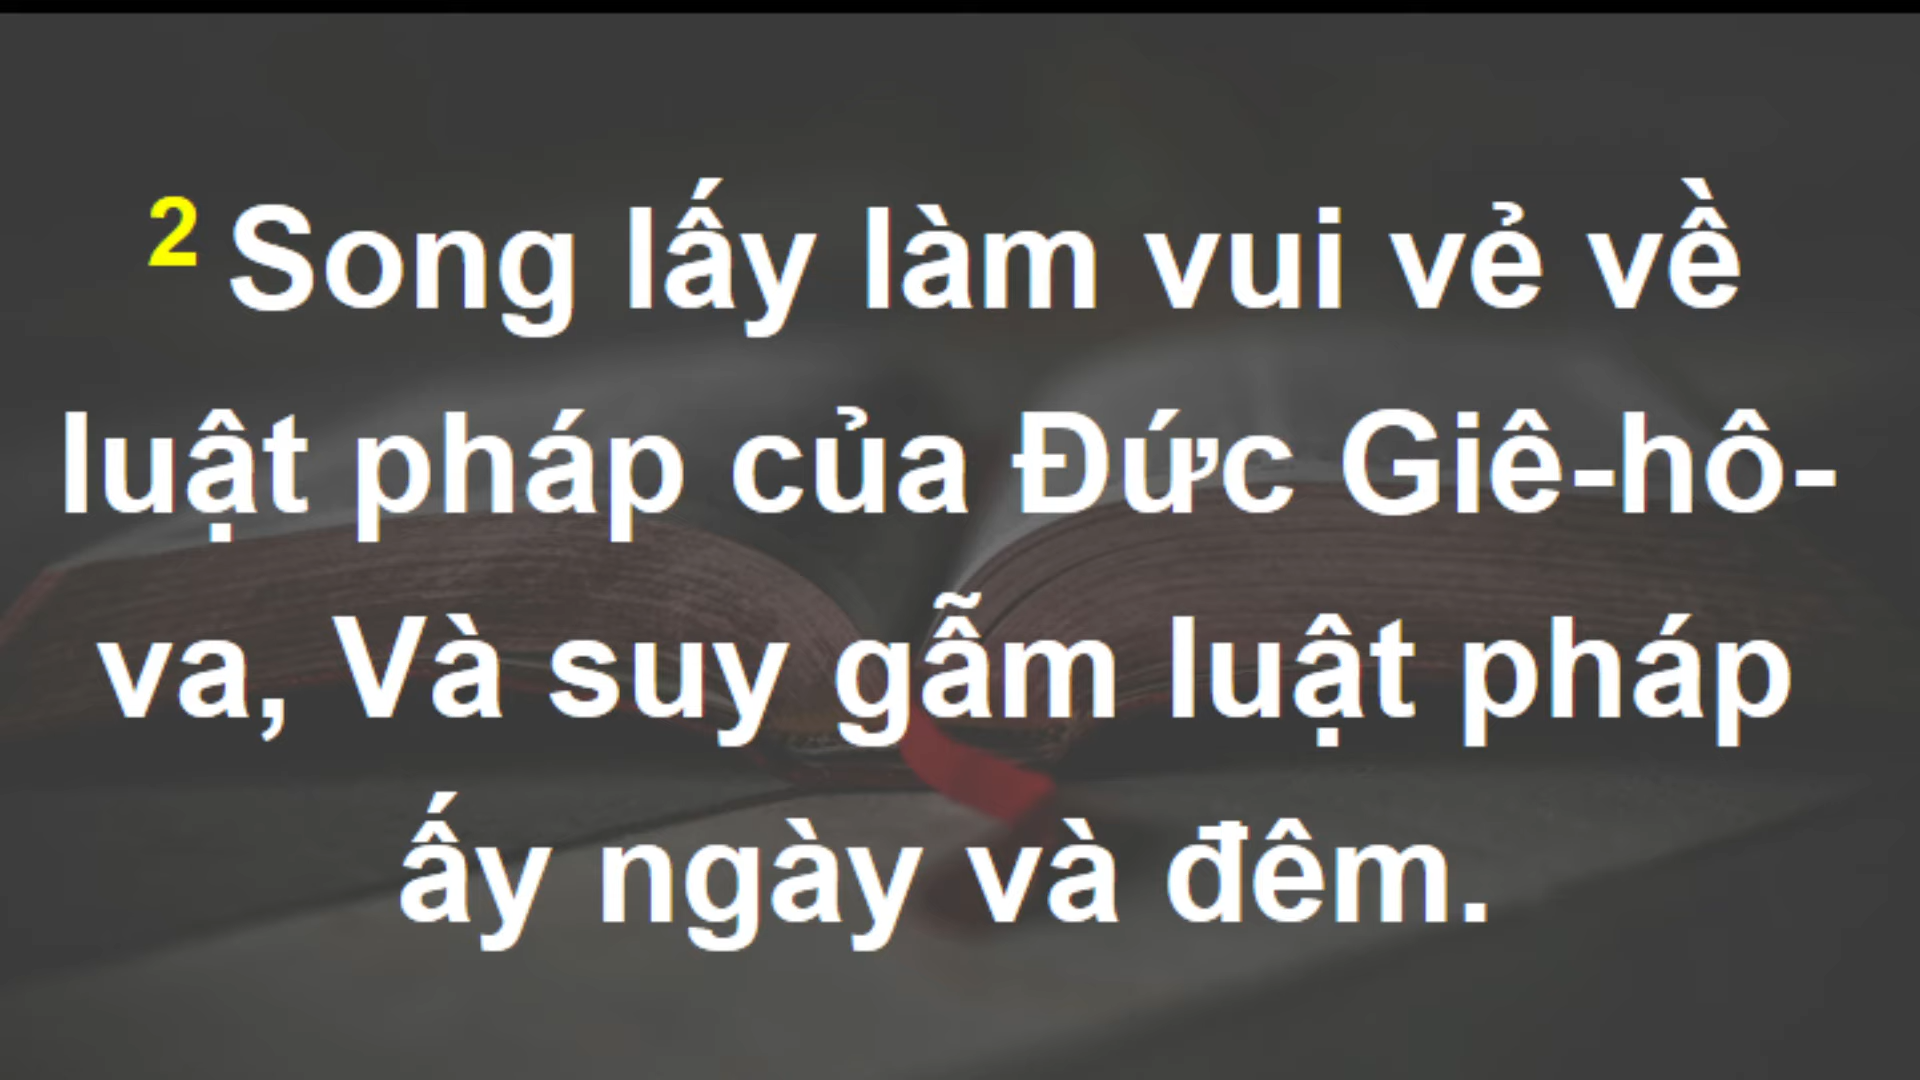 2 Song lấy làm vui vẻ về
luật pháp của Đức Giê-hô-
va, Và suy gẫm luật pháp
ấy ngày và đêm.